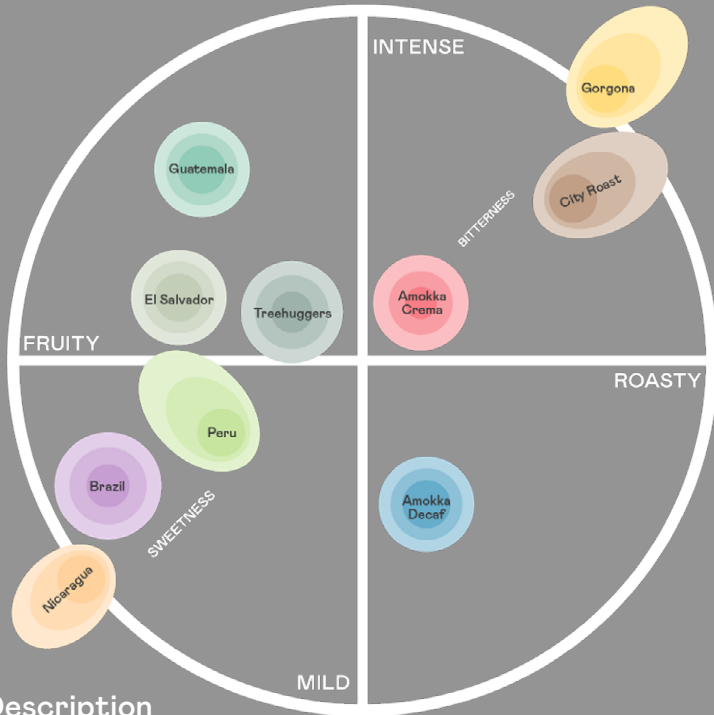 INTENSE
Gorgona
Guatemala
City Roast
BITTERNESS
El Salvador
Treehuggers
Amokka
Crema
FRUITY
ROASTY
Peru
Brazil
Amokka
Decaf
SWEETNESS
Nicaragua
MILD
Description